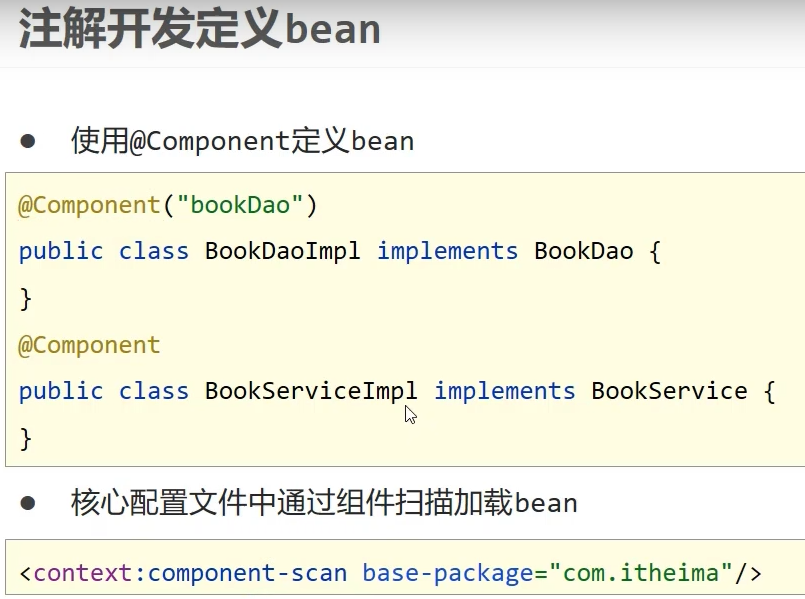 注解开发定义bean
● 使用@Component定义bean
@Component("bookDao")
public class BookDaoImpl implements BookDao {
}
@Component
public class BookServiceImpl implements BookService {
}
● 核心配置文件中通过组件扫描加载bean
<context:component-scan base-package="com.itheima"/>